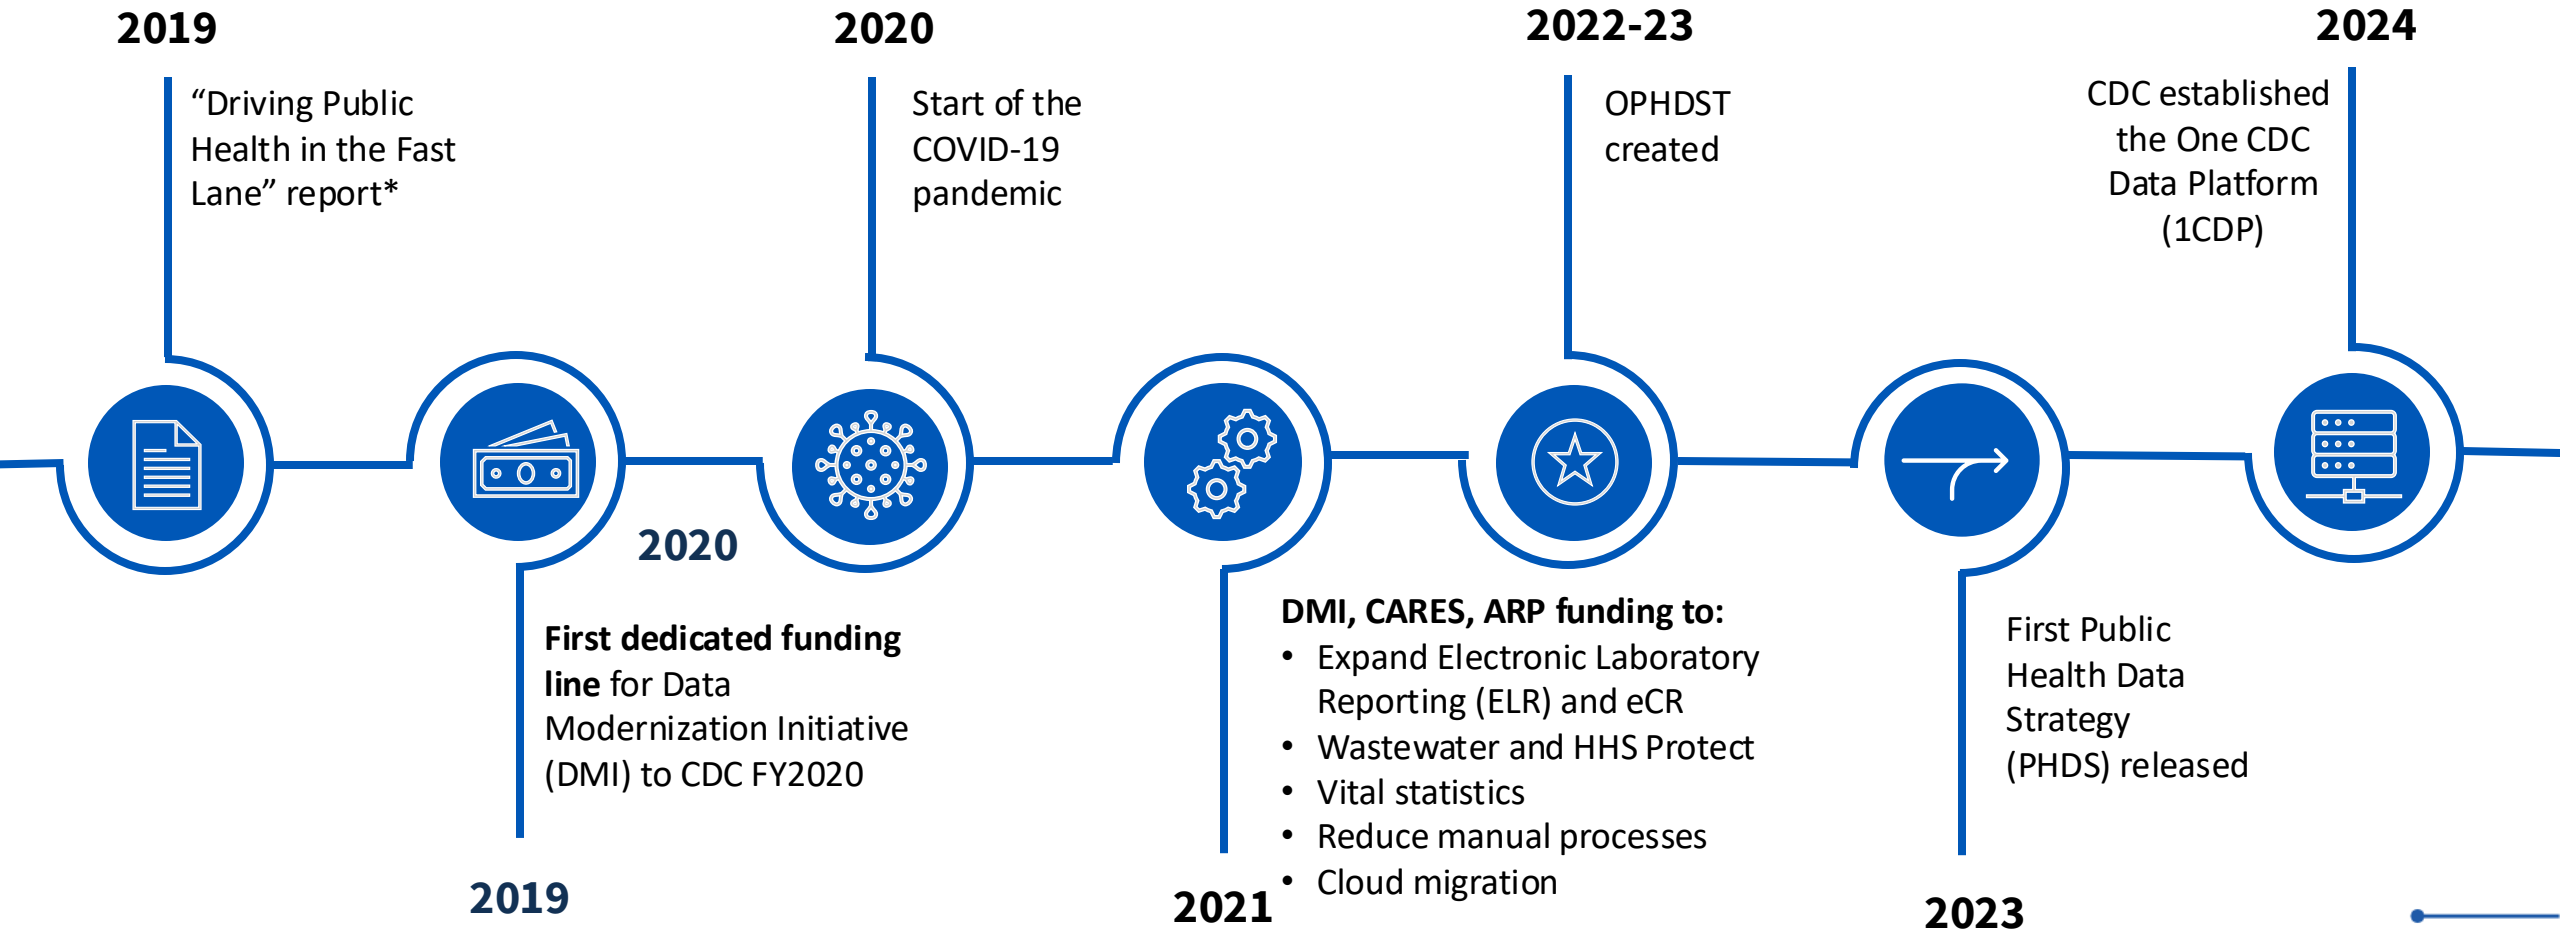 2019
“Driving Public
Health in the Fast
Lane” report*
First dedicated funding
line for Data
Modernization Initiative
(DMI) to CDC FY2020
2019
2020
2020
Start of the
COVID-19
pandemic
DMI, CARES, ARP funding to:
• Expand Electronic Laboratory
Reporting (ELR) and eCR
• Wastewater and HHS Protect
• Vital statistics
• Reduce manual processes
• Cloud migration
2021
2022-23
OPHDST
created
First Public
Health Data
Strategy
(PHDS) released
2023
2024
CDC established
the One CDC
Data Platform
(1CDP)